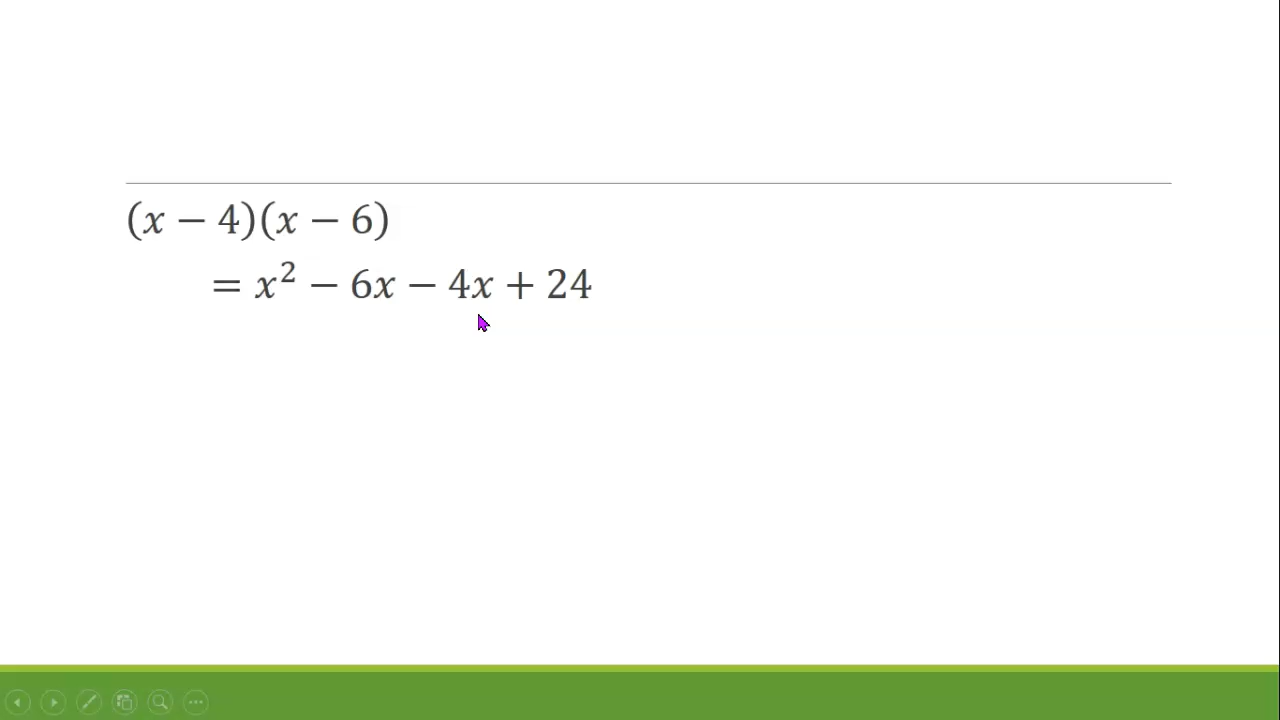 (x − 4)(x − 6)
= x² − 6x − 4x + 24